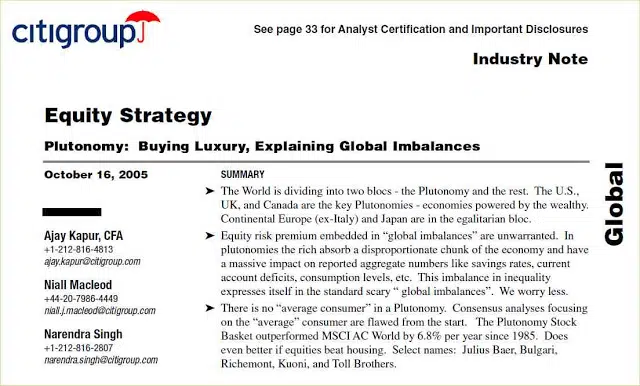 citigroup
See page 33 for Analyst Certification and Important Disclosures
Industry Note
Equity Strategy
Plutonomy: Buying Luxury, Explaining Global Imbalances
October 16, 2005
Ajay Kapur, CFA
+1-212-816-4813
ajay.kapur@citigroup.com
Niall Macleod
+44-20-7986-4449
niall.j.macleod@citigroup.com
Narendra Singh
+1-212-816-2807
narendra.singh@citigroup.com
SUMMARY
➤ The World is dividing into two blocs - the Plutonomy and the rest. The U.S.,
UK, and Canada are the key Plutonomies - economies powered by the wealthy.
Continental Europe (ex-Italy) and Japan are in the egalitarian bloc.
➤ Equity risk premium embedded in “global imbalances” are unwarranted. In
plutonomies the rich absorb a disproportionate chunk of the economy and have
a massive impact on reported aggregate numbers like savings rates, current
account deficits, consumption levels, etc. This imbalance in inequality
expresses itself in the standard scary “ global imbalances”. We worry less.
➤ There is no “average consumer” in a Plutonomy. Consensus analyses focusing
on the “average” consumer are flawed from the start. The Plutonomy Stock
Basket outperformed MSCI AC World by 6.8% per year since 1985. Does
even better if equities beat housing. Select names: Julius Baer, Bulgari,
Richemont, Kuoni, and Toll Brothers.
Global